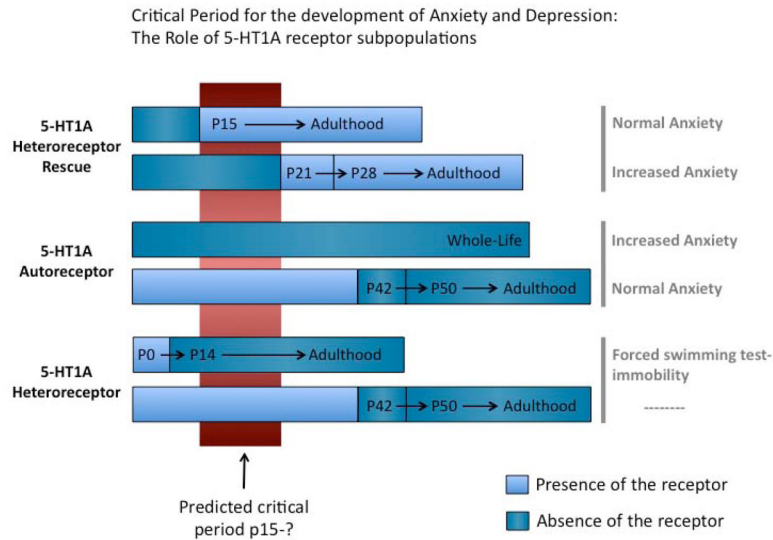 Critical Period for the development of Anxiety and Depression:
The Role of 5-HT1A receptor subpopulations
5-HT1A
Heteroreceptor
Rescue
P15 → Adulthood
Normal Anxiety
P21 → P28 → Adulthood
Increased Anxiety
5-HT1A
Autoreceptor
Whole-Life
Increased Anxiety
P42 → P50 → Adulthood
Normal Anxiety
5-HT1A
Heteroreceptor
P0 → P14 → Adulthood
Forced swimming test-
immobility
P42 → P50 → Adulthood
--------
Predicted critical
period p15-?
Presence of the receptor
Absence of the receptor